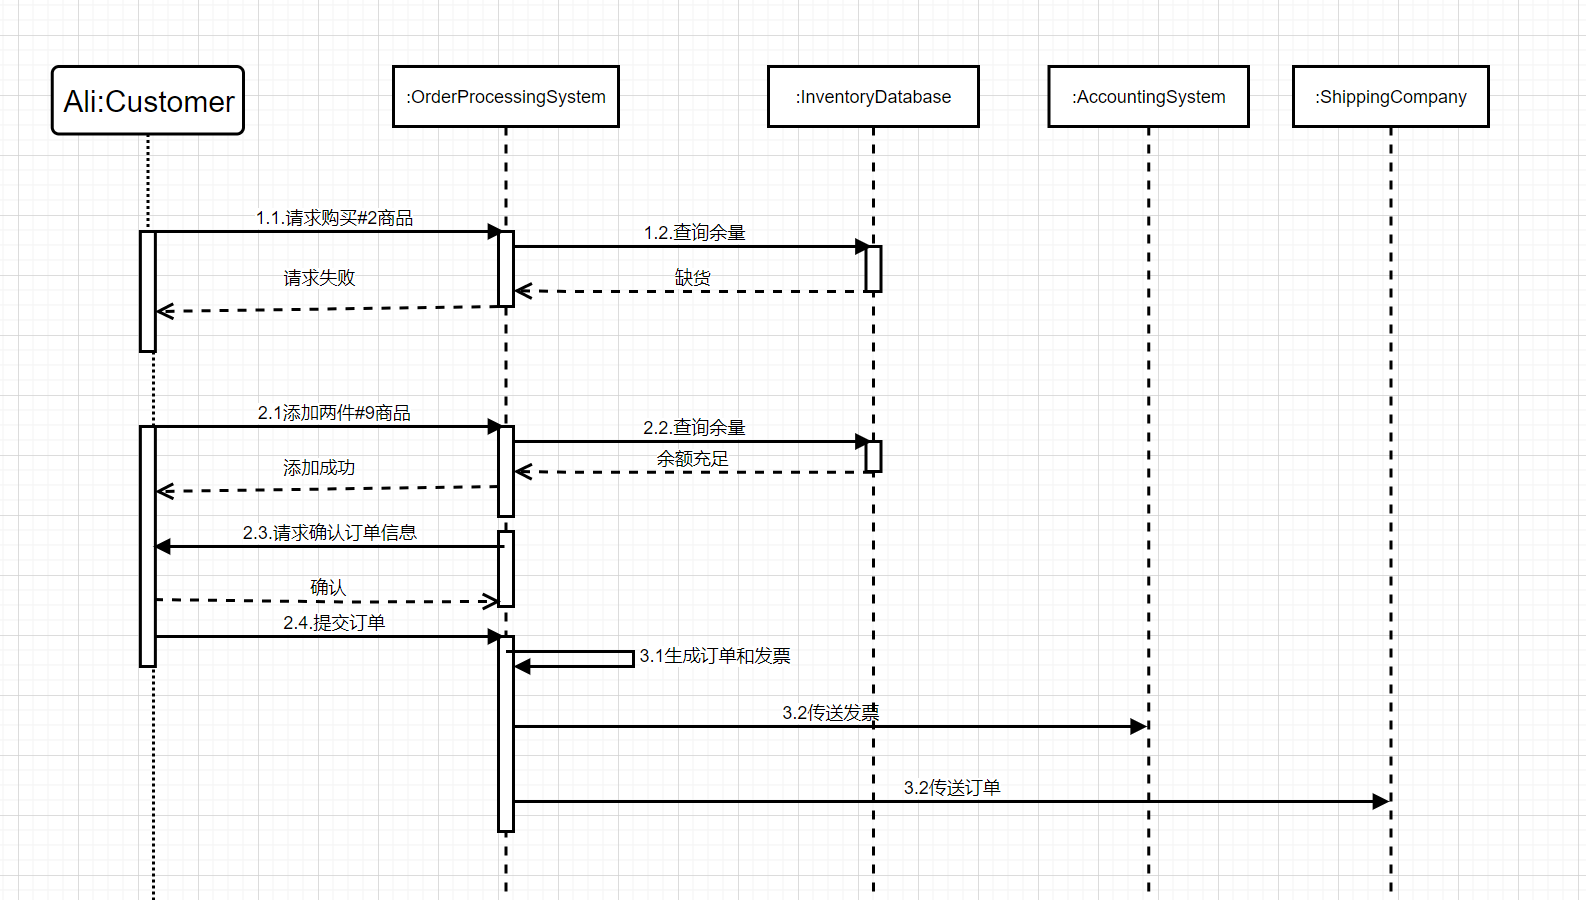 Ali:Customer
:OrderProcessingSystem
:InventoryDatabase
:AccountingSystem
:ShippingCompany
1.1.请求购买#2商品
1.2.查询余量
请求失败
缺货
2.1添加两件#9商品
2.2.查询余量
添加成功
余额充足
2.3.请求确认订单信息
确认
2.4.提交订单
3.1生成订单和发票
3.2传送发票
3.2传送订单